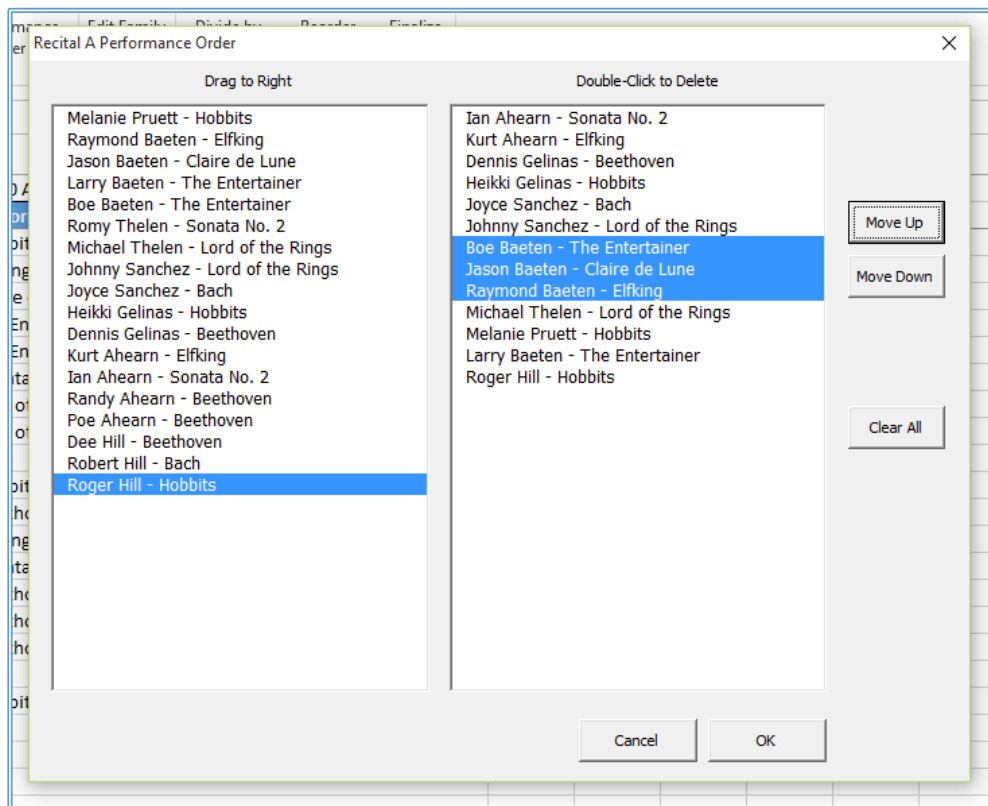 Edit Family
Divide by
Reorder
Finalize
Recital A Performance Order
Drag to Right
Double-Click to Delete
Melanie Pruett - Hobbits
Raymond Baeten - Elfking
Jason Baeten - Claire de Lune
Larry Baeten - The Entertainer
Boe Baeten - The Entertainer
Romy Thelen - Sonata No. 2
Michael Thelen - Lord of the Rings
Johnny Sanchez - Lord of the Rings
Joyce Sanchez - Bach
Heikki Gelinas - Hobbits
Dennis Gelinas - Beethoven
Kurt Ahearn - Elfking
Ian Ahearn - Sonata No. 2
Randy Ahearn - Beethoven
Poe Ahearn - Beethoven
Dee Hill - Beethoven
Robert Hill - Bach
Roger Hill - Hobbits
Ian Ahearn - Sonata No. 2
Kurt Ahearn - Elfking
Dennis Gelinas - Beethoven
Heikki Gelinas - Hobbits
Joyce Sanchez - Bach
Johnny Sanchez - Lord of the Rings
Boe Baeten - The Entertainer
Jason Baeten - Claire de Lune
Raymond Baeten - Elfking
Michael Thelen - Lord of the Rings
Melanie Pruett - Hobbits
Larry Baeten - The Entertainer
Roger Hill - Hobbits
Move Up
Move Down
Clear All
Cancel
OK